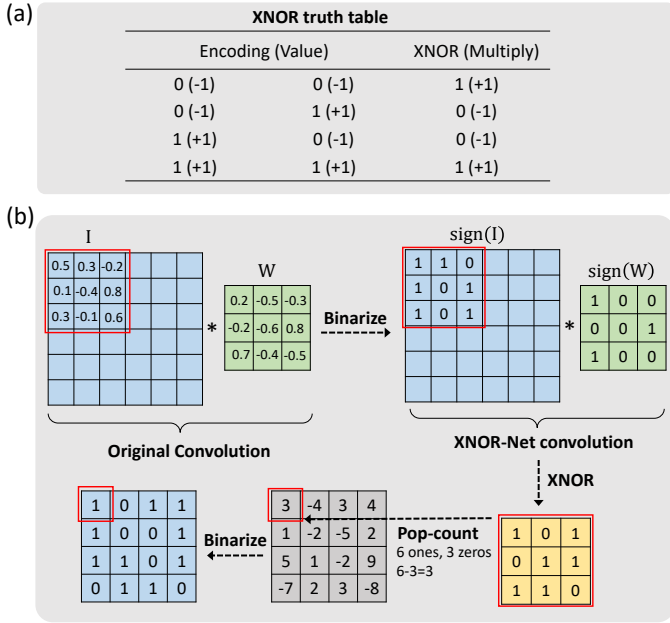 (a)
XNOR truth table
Encoding (Value) XNOR (Multiply)
0 (-1) 0 (-1) 1 (+1)
0 (-1) 1 (+1) 0 (-1)
1 (+1) 0 (-1) 0 (-1)
1 (+1) 1 (+1) 1 (+1)
(b)
I
0.5 0.3 -0.2
0.1 -0.4 0.8
0.3 -0.1 0.6
*
W
0.2 -0.5 -0.3
-0.2 -0.6 0.8
0.7 -0.4 -0.5
Original Convolution
Binarize
sign(I)
1 1 0
1 0 1
1 0 1
*
sign(W)
1 0 0
0 0 1
1 0 0
XNOR-Net convolution
XNOR
1 0 1
0 1 1
1 1 0
Pop-count
6 ones, 3 zeros
6-3=3
3 -4 3 4
1 -2 -5 2
5 1 -2 9
-7 2 3 -8
Binarize
1 0 1 1
1 0 0 1
1 1 0 1
0 1 1 0